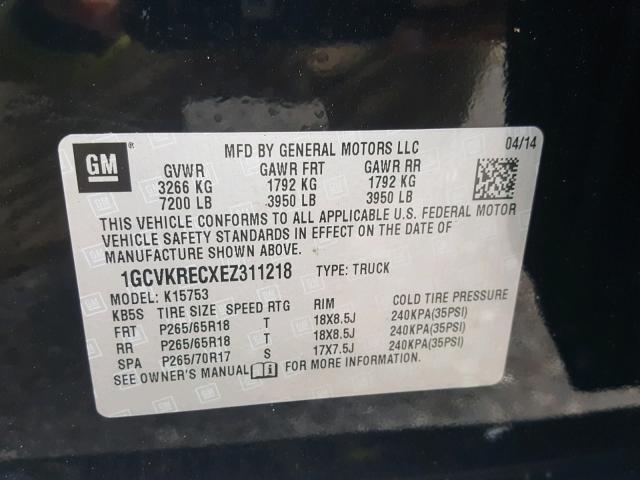 GM
MFD BY GENERAL MOTORS LLC 04/14
GVWR GAWR FRT GAWR RR
3266 KG 1792 KG 1792 KG
7200 LB 3950 LB 3950 LB
THIS VEHICLE CONFORMS TO ALL APPLICABLE U.S. FEDERAL MOTOR
VEHICLE SAFETY STANDARDS IN EFFECT ON THE DATE OF
MANUFACTURE SHOWN ABOVE.
1GCVKRECXEZ311218 TYPE: TRUCK
MODEL: K15753
KB5S TIRE SIZE SPEED RTG RIM COLD TIRE PRESSURE
FRT P265/65R18 T 18X8.5J 240KPA(35PSI)
RR P265/65R18 T 18X8.5J 240KPA(35PSI)
SPA P265/70R17 S 17X7.5J 240KPA(35PSI)
SEE OWNER'S MANUAL FOR MORE INFORMATION.